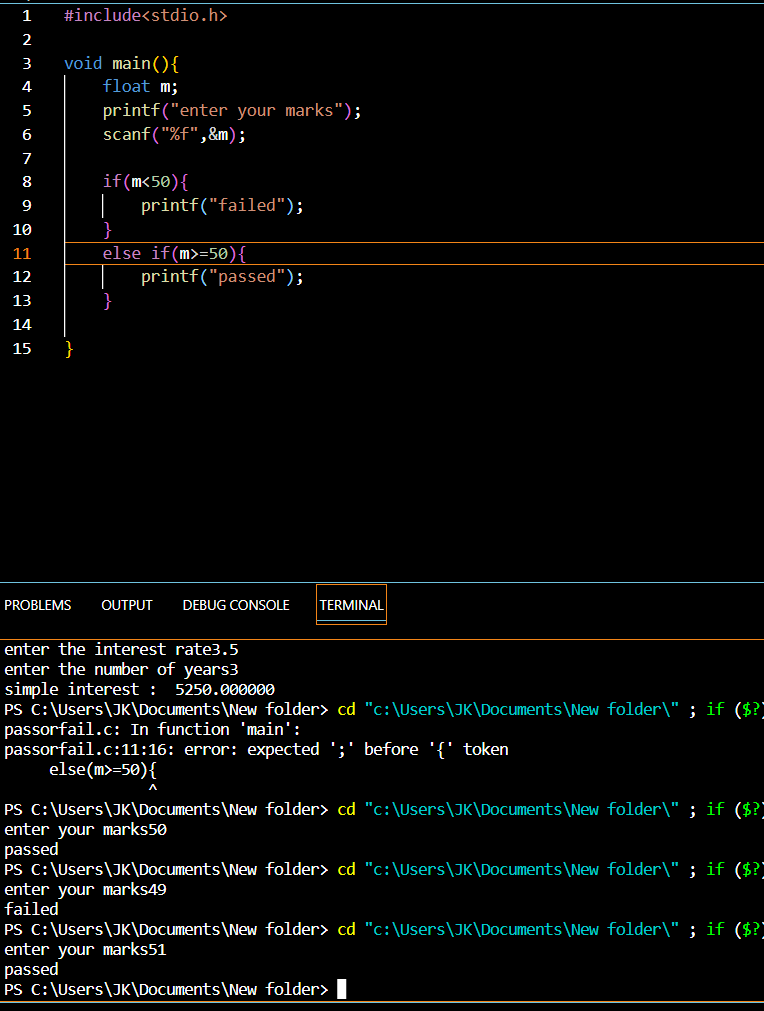 1 #include<stdio.h>
2
3 void main(){
4 float m;
5 printf("enter your marks");
6 scanf("%f",&m);
7
8 if(m<50){
9 printf("failed");
10 }
11 else if(m>=50){
12 printf("passed");
13 }
14
15 }
PROBLEMS OUTPUT DEBUG CONSOLE TERMINAL
enter the interest rate3.5
enter the number of years3
simple interest :  5250.000000
PS C:\Users\JK\Documents\New folder> cd "c:\Users\JK\Documents\New folder\" ; if ($?)
passorfail.c: In function 'main':
passorfail.c:11:16: error: expected ';' before '{' token
     else(m>=50){
               ^
PS C:\Users\JK\Documents\New folder> cd "c:\Users\JK\Documents\New folder\" ; if ($?)
enter your marks50
passed
PS C:\Users\JK\Documents\New folder> cd "c:\Users\JK\Documents\New folder\" ; if ($?)
enter your marks49
failed
PS C:\Users\JK\Documents\New folder> cd "c:\Users\JK\Documents\New folder\" ; if ($?)
enter your marks51
passed
PS C:\Users\JK\Documents\New folder>